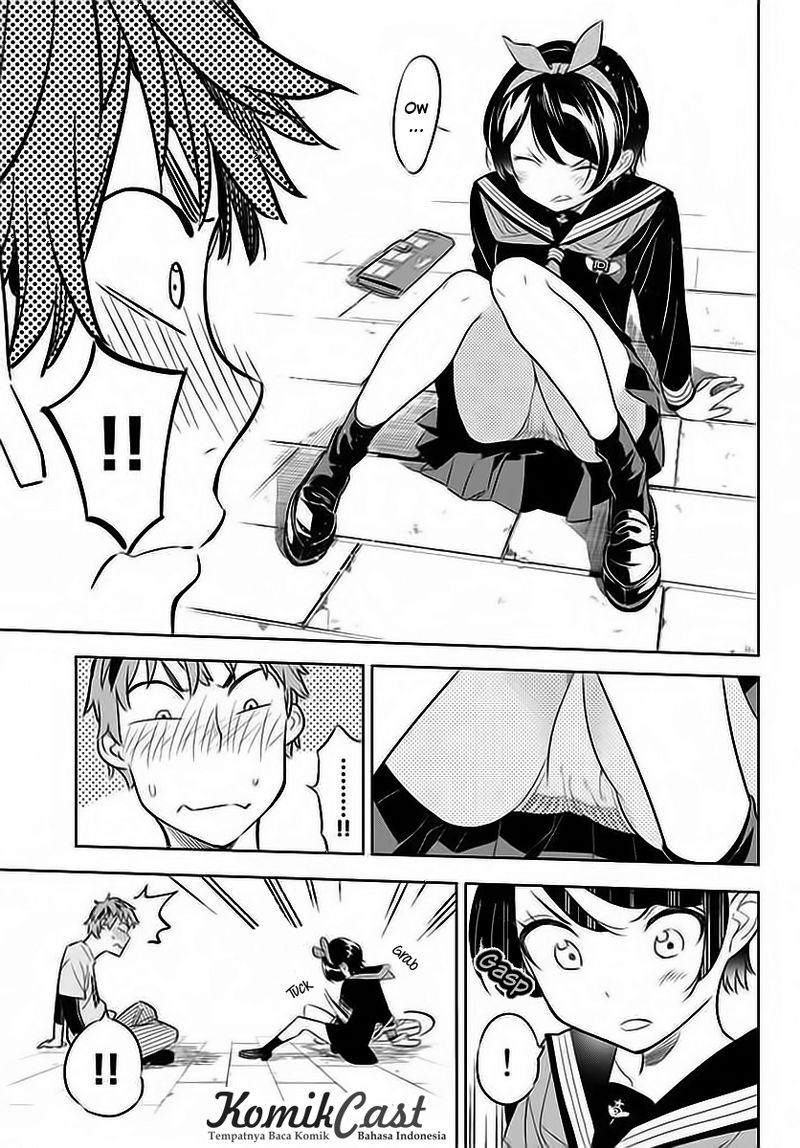 OW
...
!!
.........
!!
GASP
!
Grab
TUCK
!!
KomikCast
Tempatnya Baca Komik Bahasa Indonesia